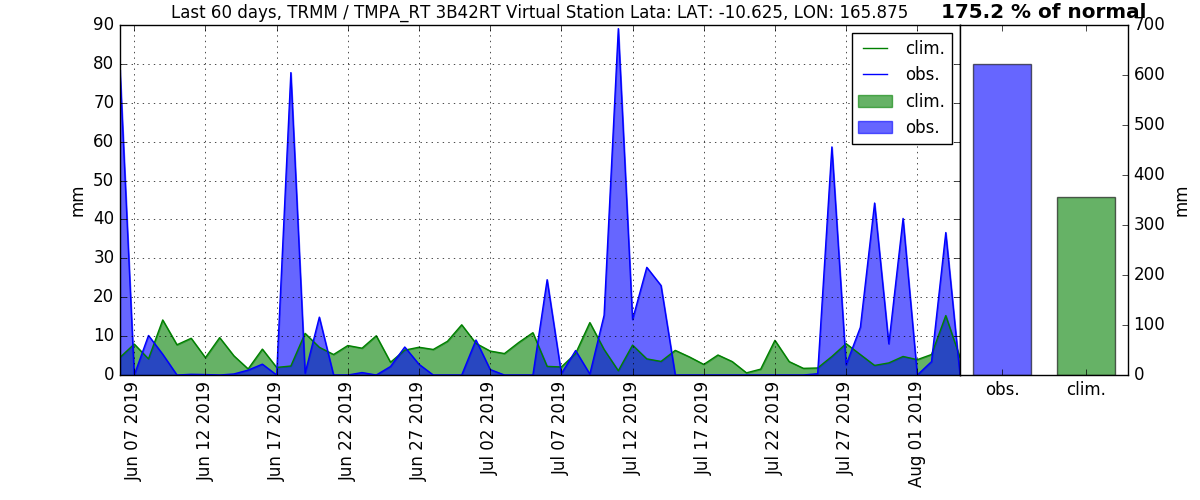 Last 60 days, TRMM / TMPA_RT 3B42RT Virtual Station Lata: LAT: -10.625, LON: 165.875
175.2 % of normal
90
80
70
60
50
40
30
20
10
0
mm
clim.
obs.
clim.
obs.
Jun 07 2019
Jun 12 2019
Jun 17 2019
Jun 22 2019
Jun 27 2019
Jul 02 2019
Jul 07 2019
Jul 12 2019
Jul 17 2019
Jul 22 2019
Jul 27 2019
Aug 01 2019
700
600
500
400
300
200
100
0
mm
obs.
clim.